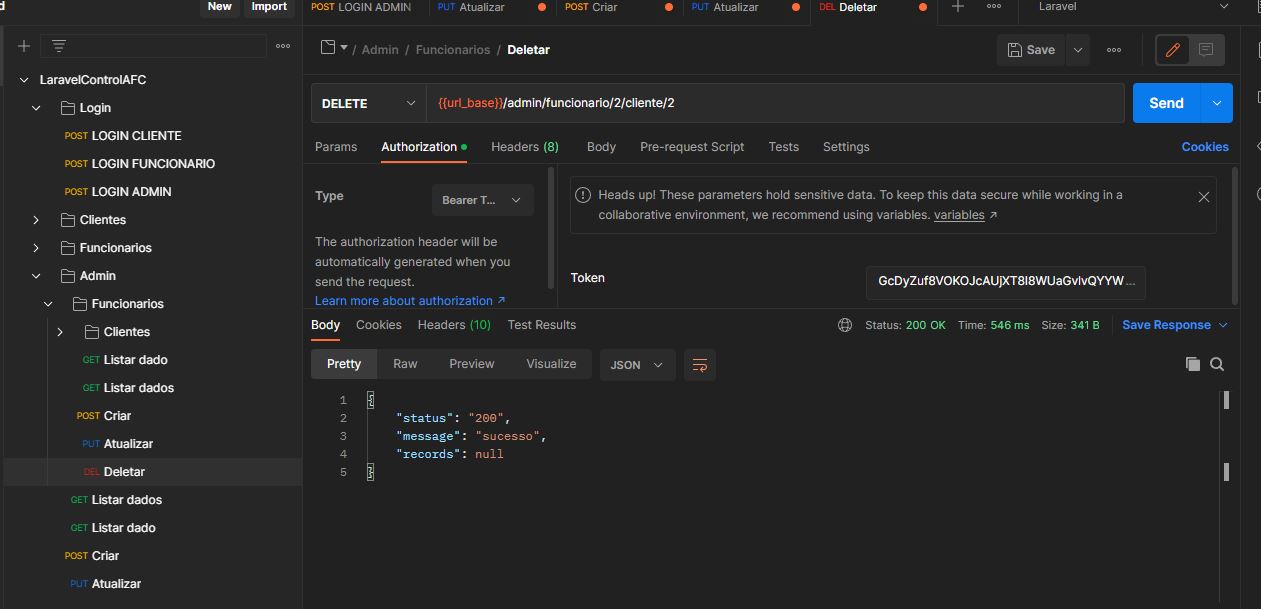 New Import POST LOGIN ADMIN PUT Atualizar POST Criar PUT Atualizar DEL Deletar Laravel
/ Admin / Funcionarios / Deletar Save
LaravelControlAFC
Login
POST LOGIN CLIENTE
POST LOGIN FUNCIONARIO
POST LOGIN ADMIN
Clientes
Funcionarios
Admin
Funcionarios
Clientes
GET Listar dado
GET Listar dados
POST Criar
PUT Atualizar
DEL Deletar
GET Listar dados
GET Listar dado
POST Criar
PUT Atualizar
DELETE {{url_base}}/admin/funcionario/2/cliente/2 Send
Params Authorization Headers (8) Body Pre-request Script Tests Settings Cookies
Type Bearer T...
The authorization header will be
automatically generated when you
send the request.
Learn more about authorization ↗
Heads up! These parameters hold sensitive data. To keep this data secure while working in a
collaborative environment, we recommend using variables. variables ↗
Token GcDyZuf8VOKOJcAUjXT8I8WUaGvlvQYYW...
Body Cookies Headers (10) Test Results Status: 200 OK Time: 546 ms Size: 341 B Save Response
Pretty Raw Preview Visualize JSON
1 {
2 "status": "200",
3 "message": "sucesso",
4 "records": null
5 }